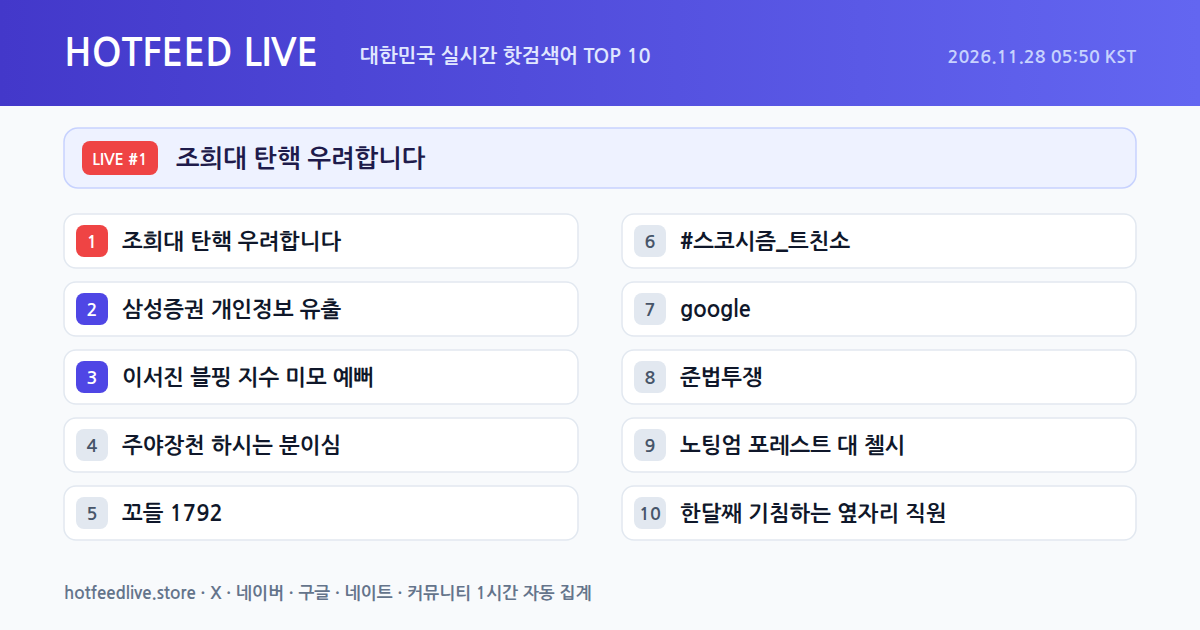 HOTFEED LIVE 대한민국 실시간 핫검색어 TOP 10 2026.11.28 05:50 KST
LIVE #1 조희대 탄핵 우려합니다
1 조희대 탄핵 우려합니다
2 삼성증권 개인정보 유출
3 이서진 블핑 지수 미모 예뻐
4 주야장천 하시는 분이심
5 꼬들 1792
6 #스코시즘_트친소
7 google
8 준법투쟁
9 노팅엄 포레스트 대 첼시
10 한달째 기침하는 옆자리 직원
hotfeedlive.store · X · 네이버 · 구글 · 네이트 · 커뮤니티 1시간 자동 집계